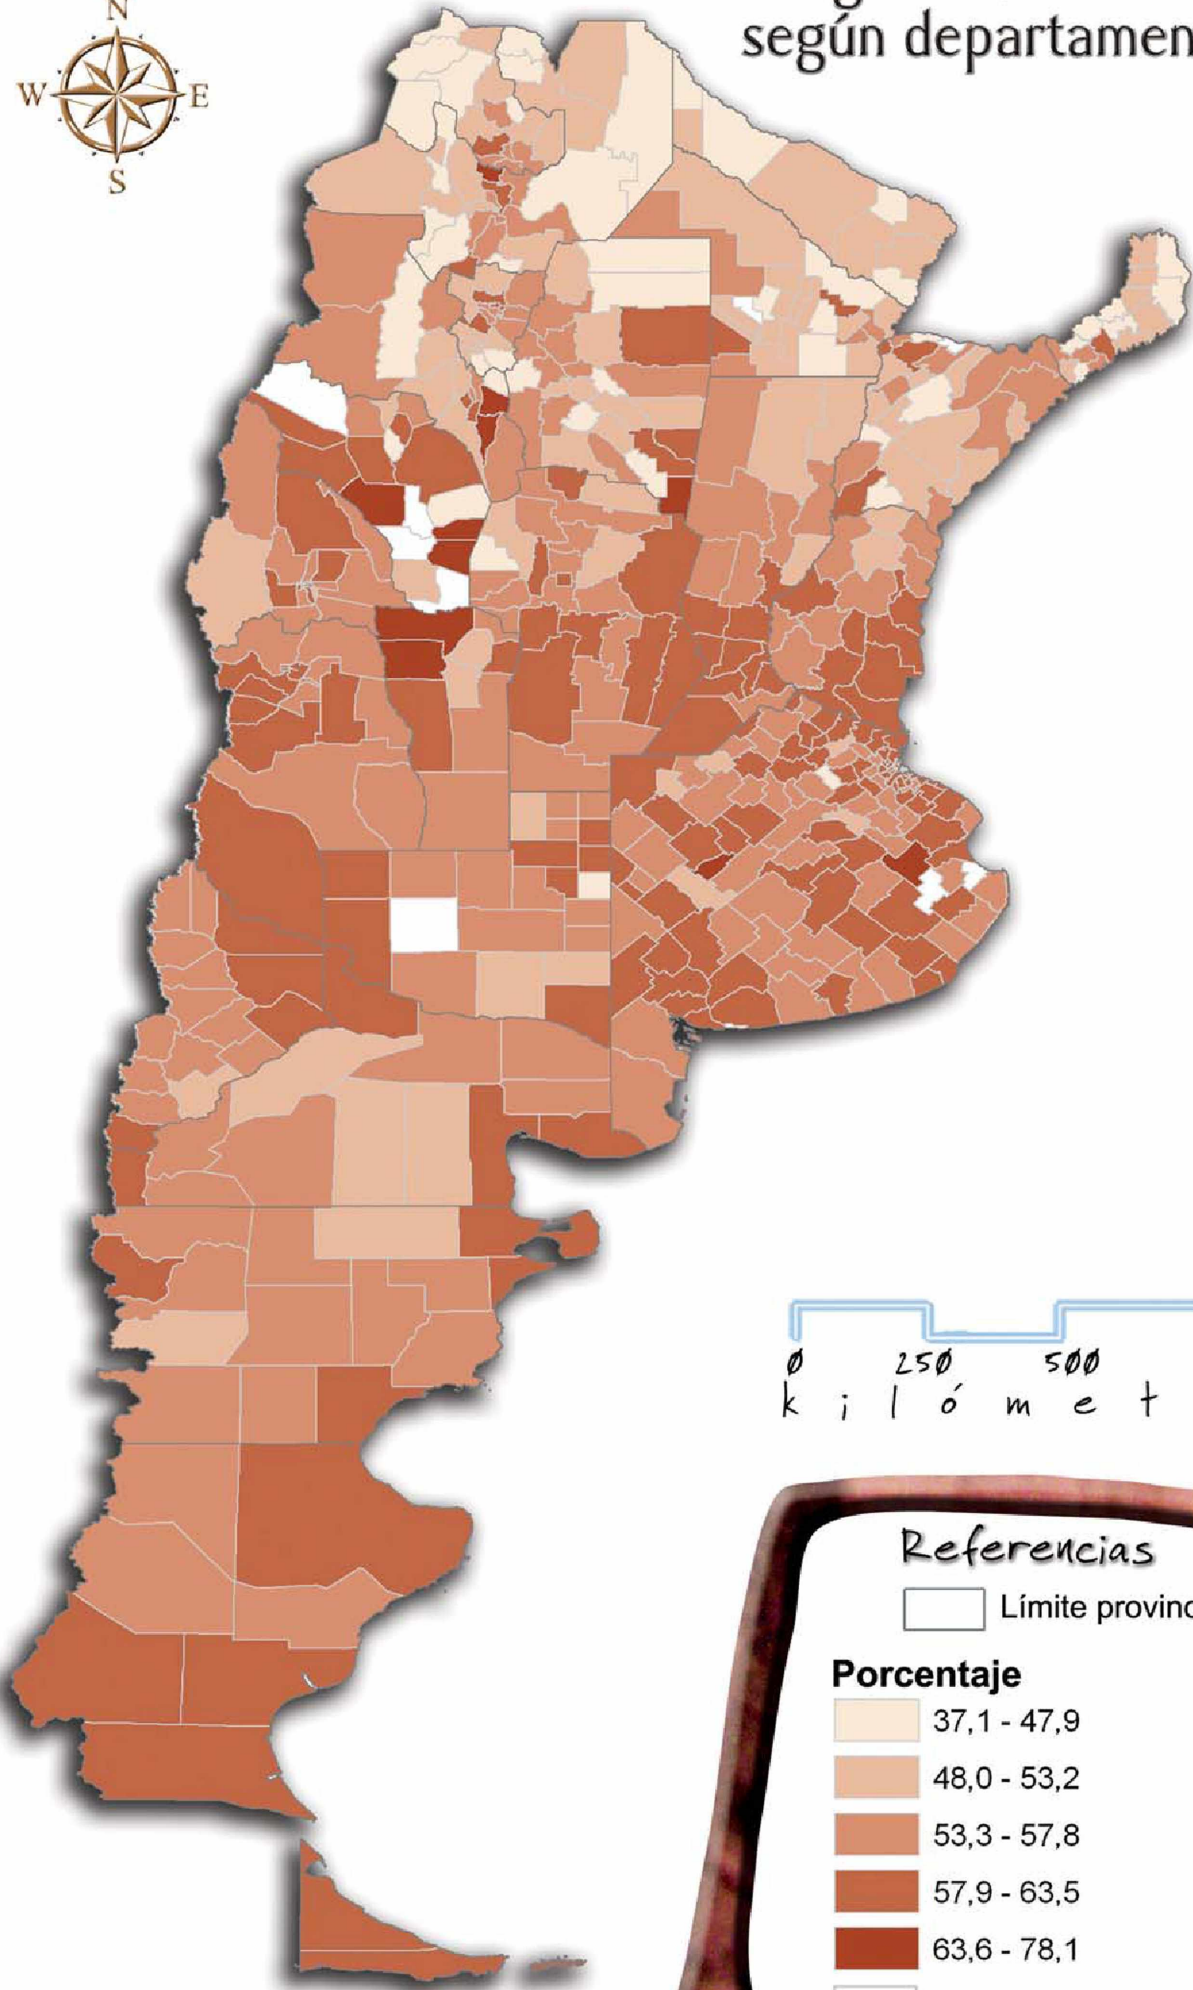 según departamen
N
W
E
S
0 250 500
kilómet
Referencias
Límite provinc
Porcentaje
37,1 - 47,9
48,0 - 53,2
53,3 - 57,8
57,9 - 63,5
63,6 - 78,1